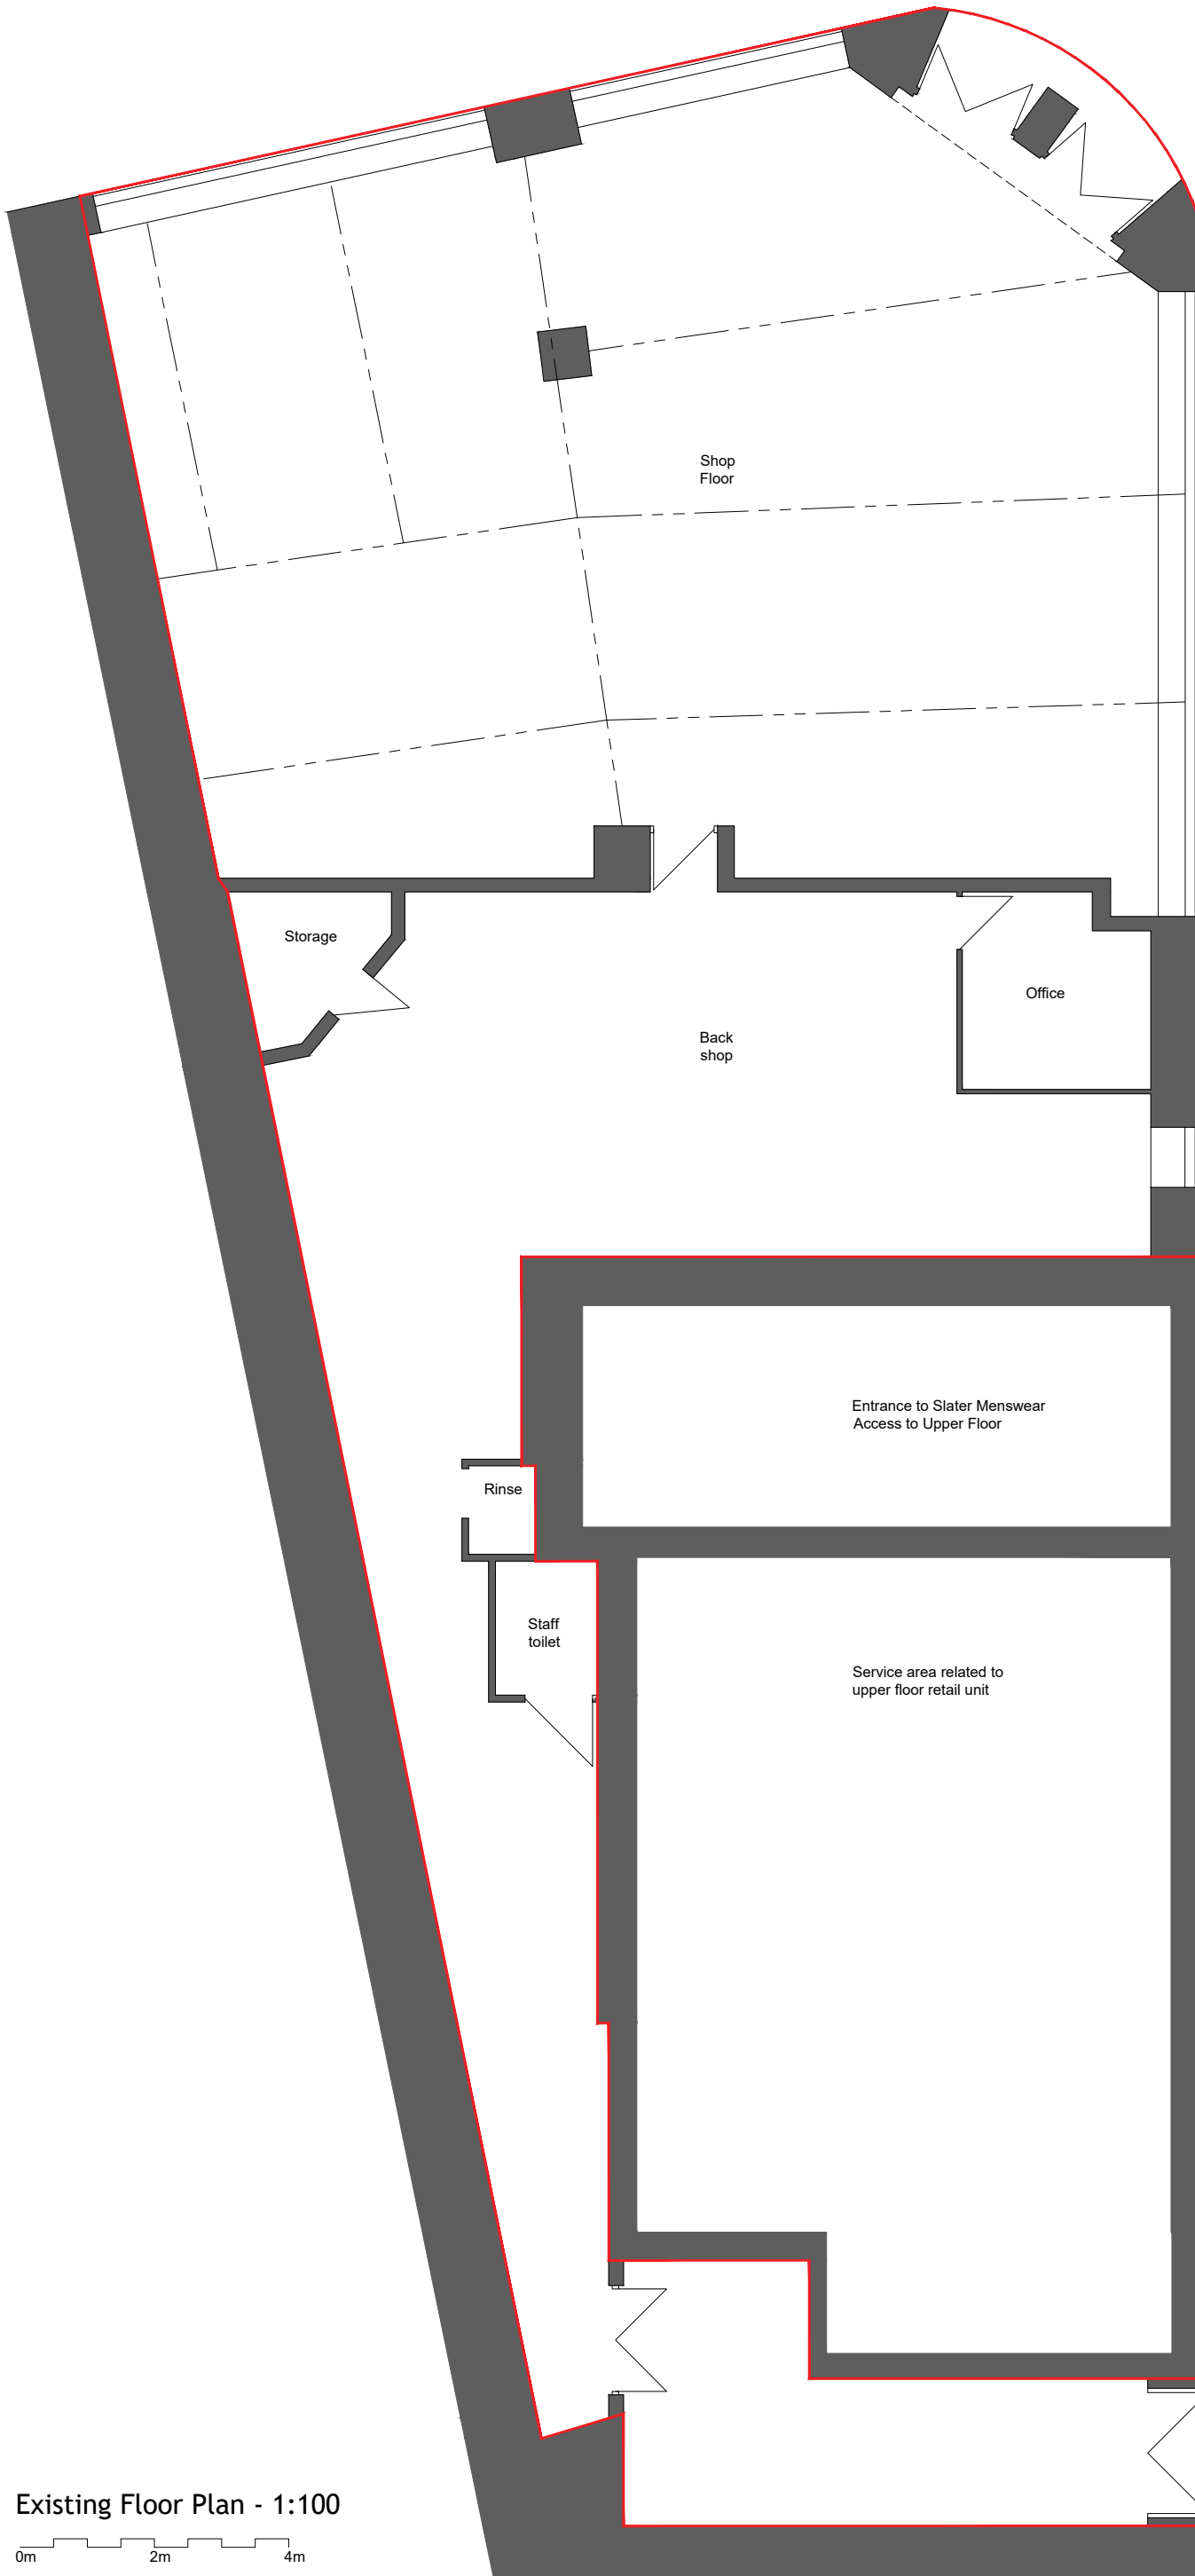 Shop
Floor
Storage
Office
Back
shop
Entrance to Slater Menswear
Access to Upper Floor
Rinse
Staff
toilet
Service area related to
upper floor retail unit
Existing Floor Plan - 1:100
0m 2m 4m